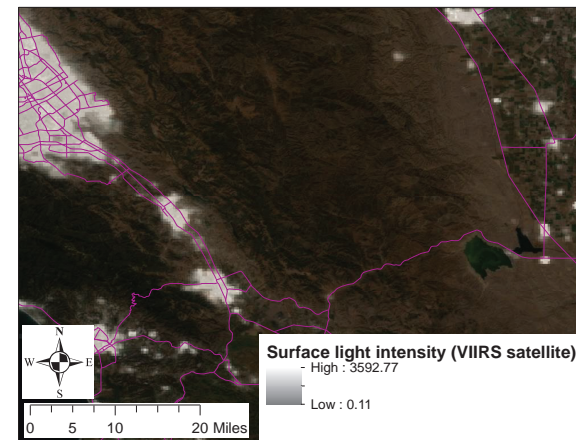 N
W E
S
0 5 10 20 Miles
Surface light intensity (VIIRS satellite)
High : 3592.77
Low : 0.11